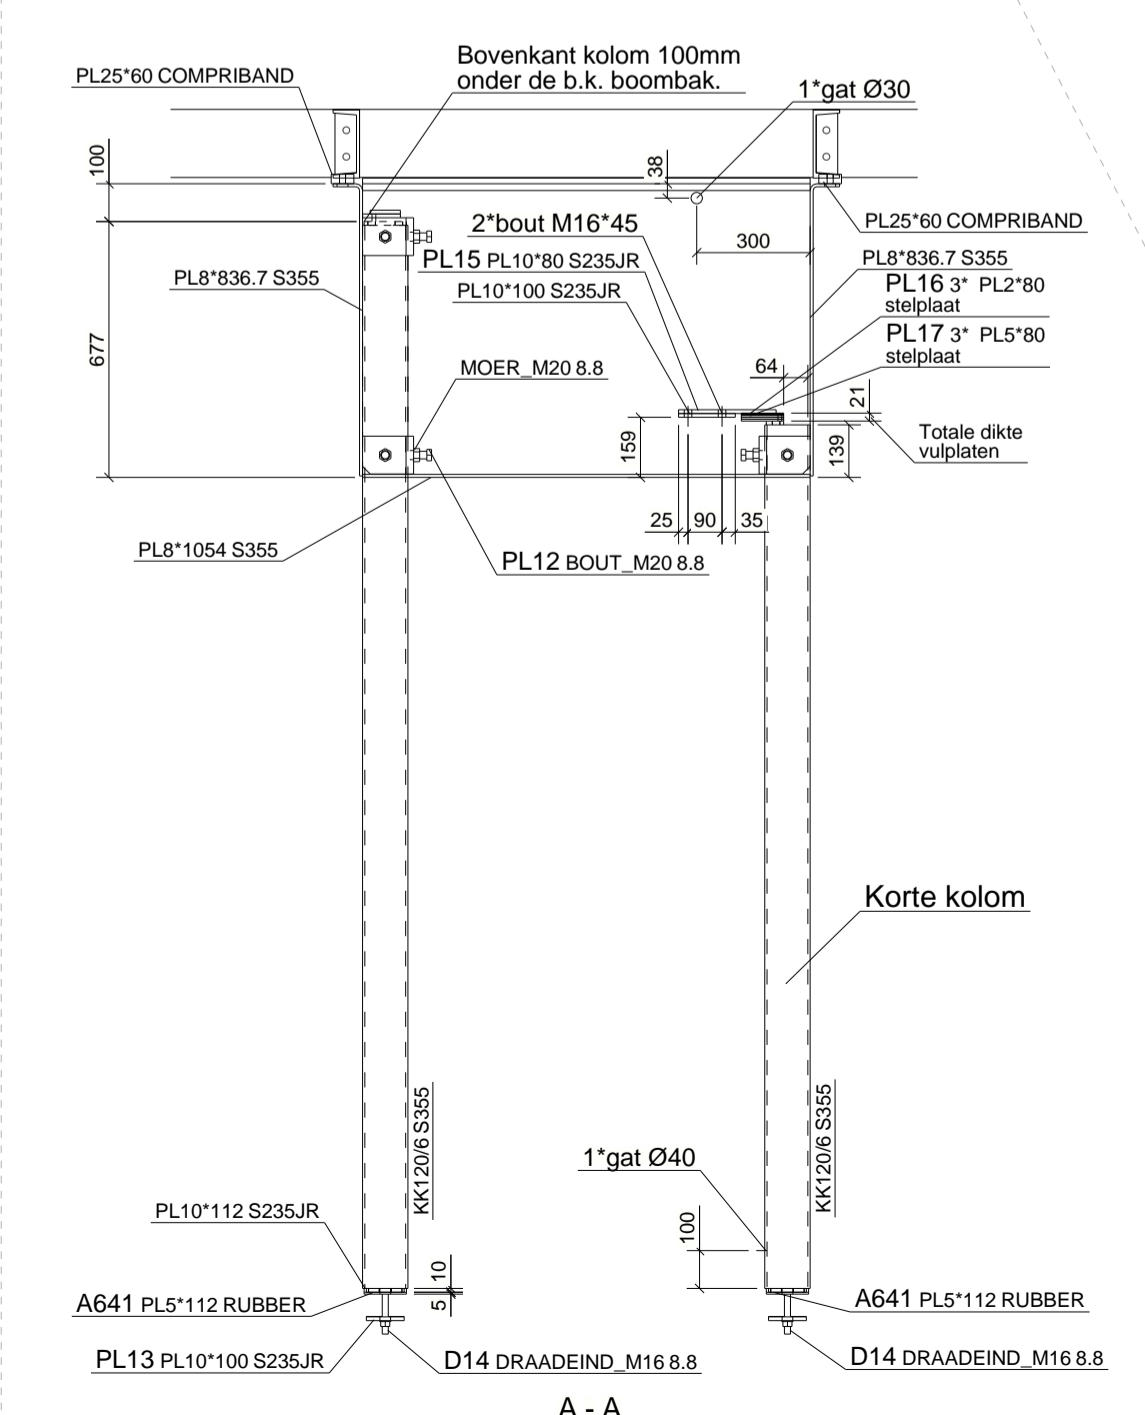 Bovenkant kolom 100mm
onder de b.k. boombak.
PL25*60 COMPRIBAND
1*gat Ø30
100
38
PL25*60 COMPRIBAND
2*bout M16*45
300
PL15 PL10*80 S235JR
PL8*836.7 S355
PL8*836.7 S355
PL10*100 S235JR
PL16 3* PL2*80
stelplaat
PL17 3* PL5*80
stelplaat
677
MOER_M20 8.8
64
21
159
139
Totale dikte
vulplaten
25
90
35
PL8*1054 S355
PL12 BOUT_M20 8.8
Korte kolom
KK120/6 S355
KK120/6 S355
1*gat Ø40
PL10*112 S235JR
100
10
5
A641 PL5*112 RUBBER
A641 PL5*112 RUBBER
PL13 PL10*100 S235JR
D14 DRAADEIND_M16 8.8
D14 DRAADEIND_M16 8.8
A - A